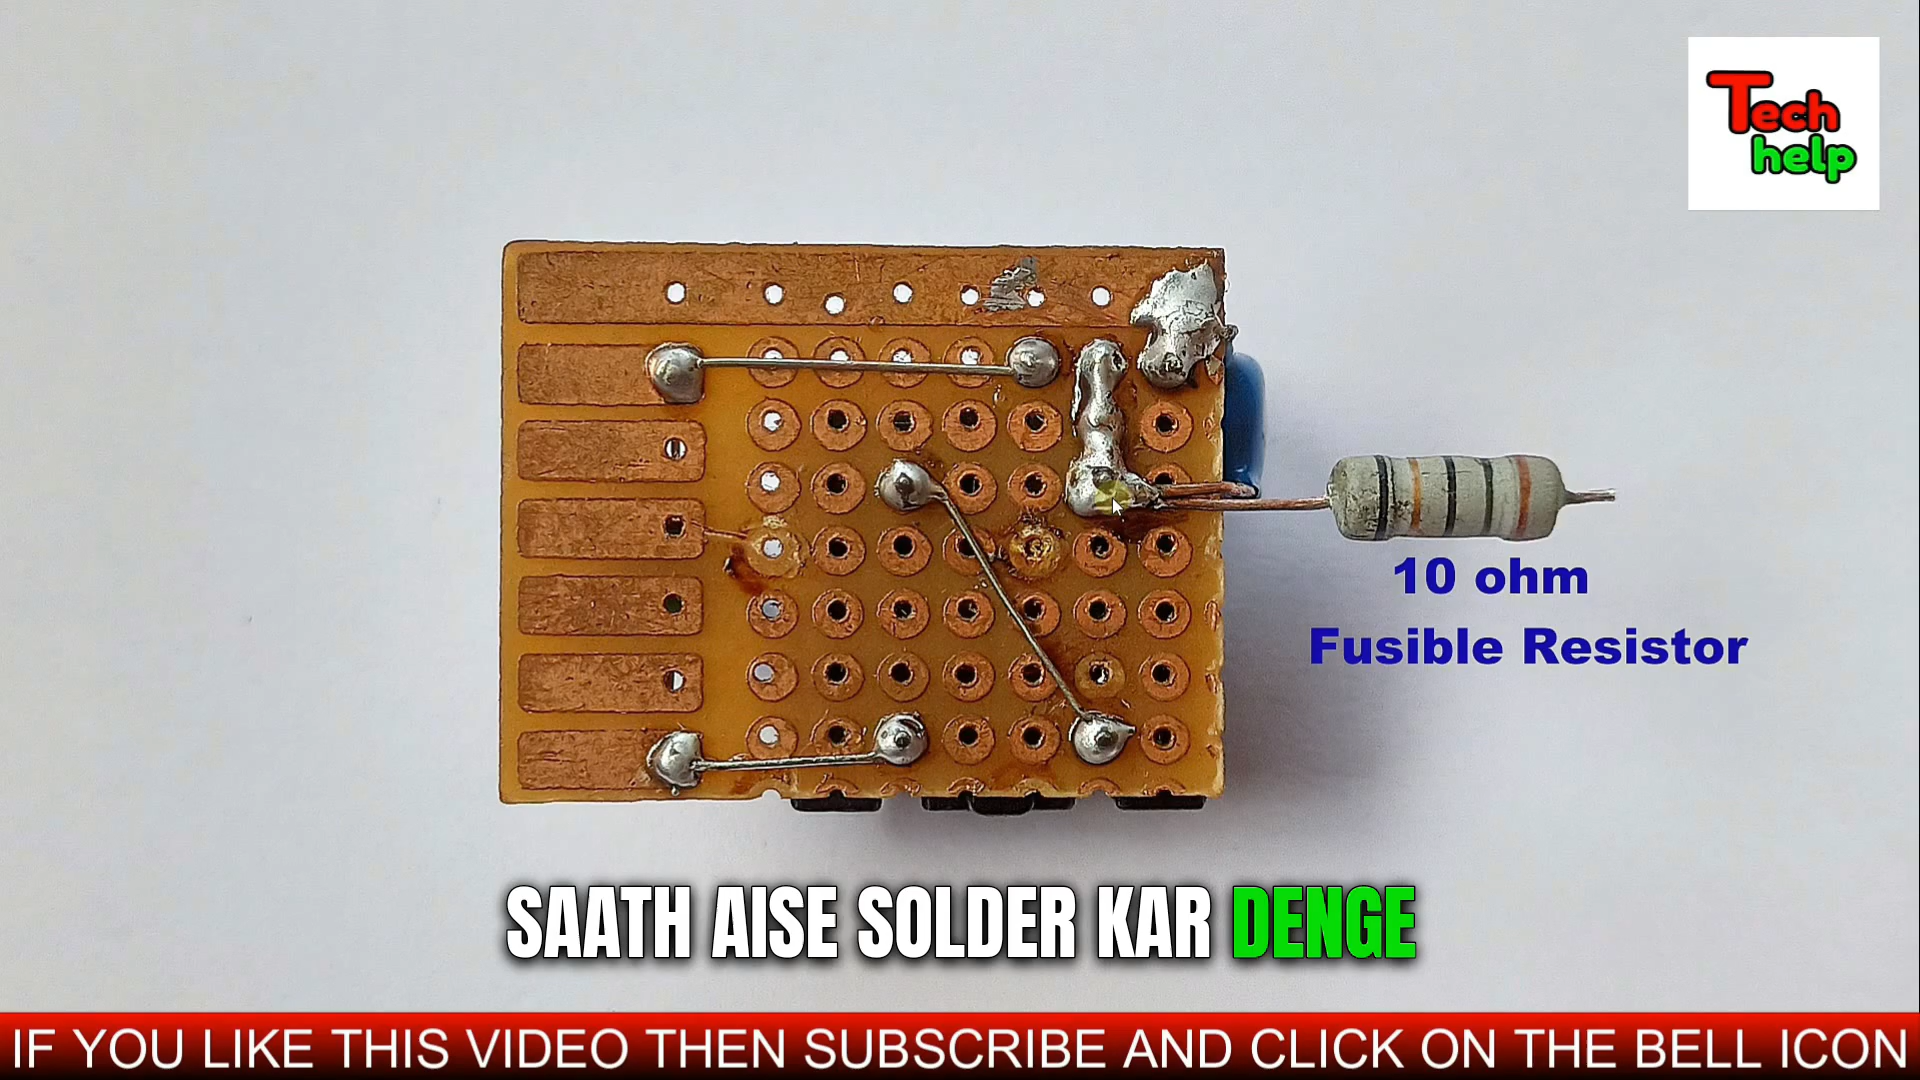 Tech
help
10 ohm
Fusible Resistor
SAATH AISE SOLDER KAR DENGE
IF YOU LIKE THIS VIDEO THEN SUBSCRIBE AND CLICK ON THE BELL ICON